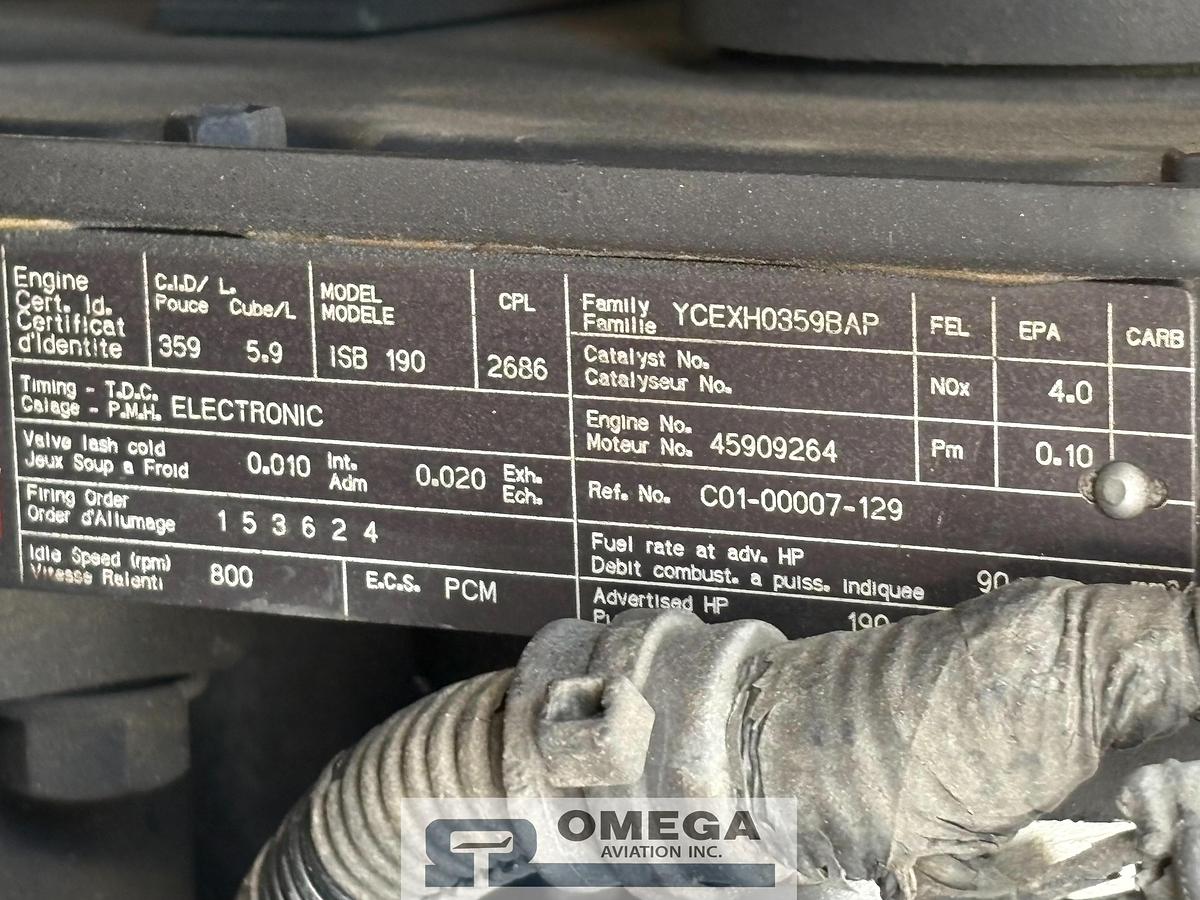 Engine
Cert. Id.
Certificat
d'Identite
C.I.D/ L.
Pouce Cube/L
359 5.9
MODEL
MODELE
ISB 190
CPL
2686
Family
Famille YCEXH0359BAP
FEL EPA CARB
Catalyst No.
Catalyseur No.
NOx 4.0
Timing - T.D.C.
Calage - P.M.H. ELECTRONIC
Engine No.
Moteur No. 45909264
Pm 0.10
Valve lash cold
Jeux Soup a Froid 0.010 Int.
Adm 0.020 Exh.
Ech.
Ref. No. C01-00007-129
Firing Order
Order d'Allumage 1 5 3 6 2 4
Fuel rate at adv. HP
Debit combust. a puiss. indiquee 90
Idle Speed (rpm)
Vitesse Ralenti 800
E.C.S. PCM
Advertised HP
190
OMEGA
AVIATION INC.